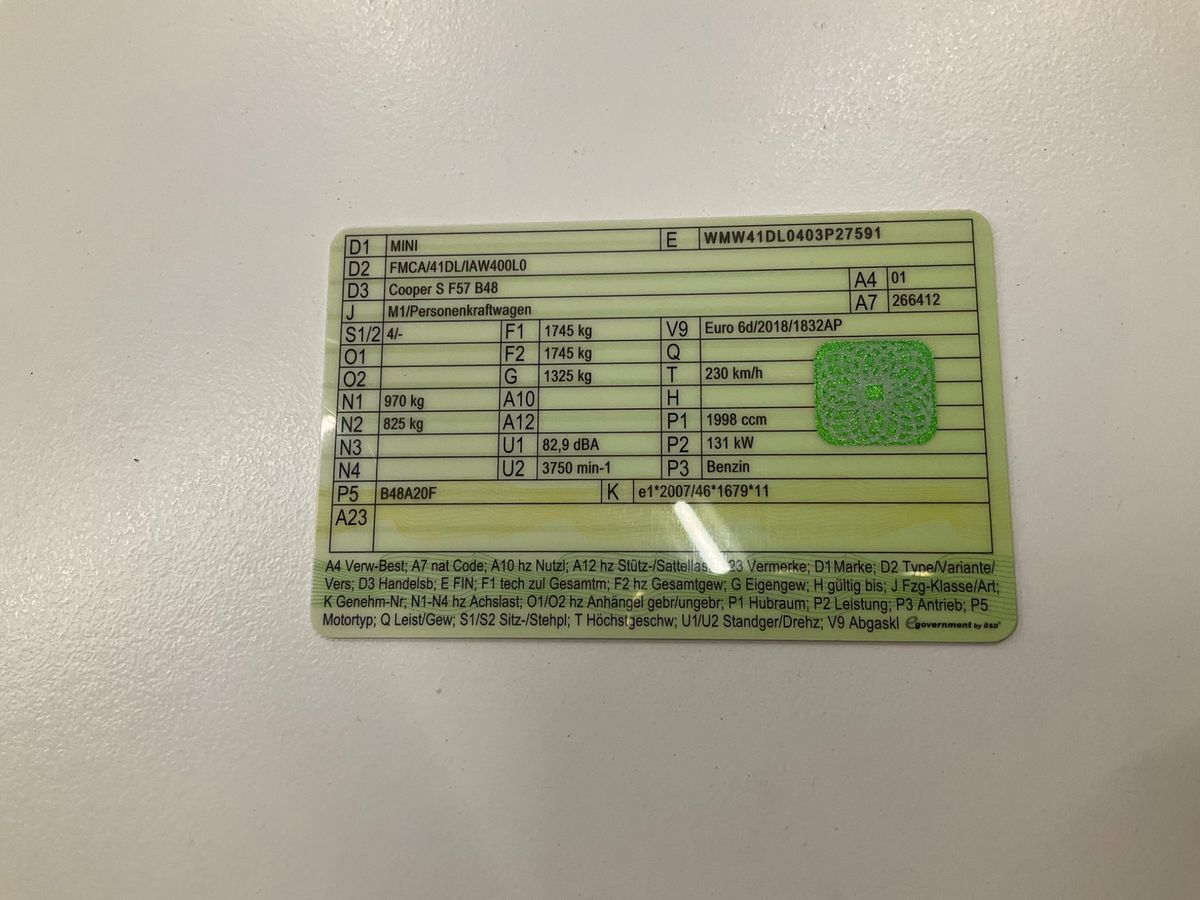 D1 MINI E WMW41DL0403P27591
D2 FMCA/41DL/IAW400L0
D3 Cooper S F57 B48 A4 01
J M1/Personenkraftwagen A7 266412
S1/2 4/- F1 1745 kg V9 Euro 6d/2018/1832AP
O1 F2 1745 kg Q
O2 G 1325 kg T 230 km/h
N1 970 kg A10 H
N2 825 kg A12 P1 1998 ccm
N3 U1 82,9 dBA P2 131 kW
N4 U2 3750 min-1 P3 Benzin
P5 B48A20F K e1*2007/46*1679*11
A23
A4 Verw-Best; A7 nat Code; A10 hz Nutzl; A12 hz Stütz-/Sattellast; A23 Vermerke; D1 Marke; D2 Type/Variante/
Vers; D3 Handelsb; E FIN; F1 tech zul Gesamtm; F2 hz Gesamtgew; G Eigengew; H gültig bis; J Fzg-Klasse/Art;
K Genehm-Nr; N1-N4 hz Achslast; O1/O2 hz Anhängel gebr/ungebr; P1 Hubraum; P2 Leistung; P3 Antrieb; P5
Motortyp; Q Leist/Gew; S1/S2 Sitz-/Stehpl; T Höchstgeschw; U1/U2 Standger/Drehz; V9 Abgaskl egovernment by ÖSD